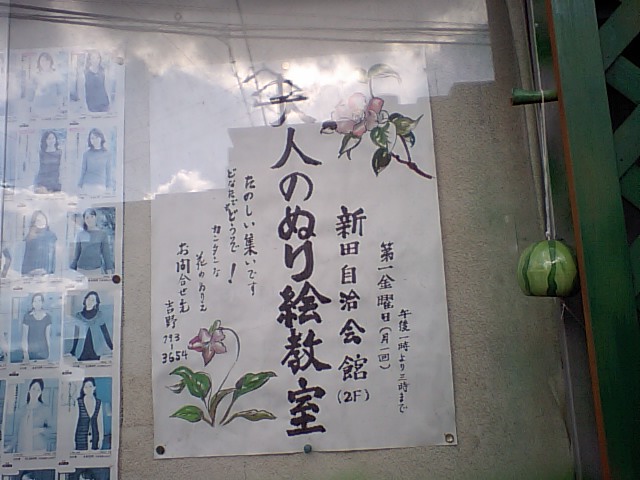 午後一時より三時まで
第一金曜日(月一回)
新田自治会館(2F)
大人のぬり絵教室
たのしい集いです
どなたでもどうぞ!
カンタンな
花のぬりえ
お問合せ先
吉野 793-3654